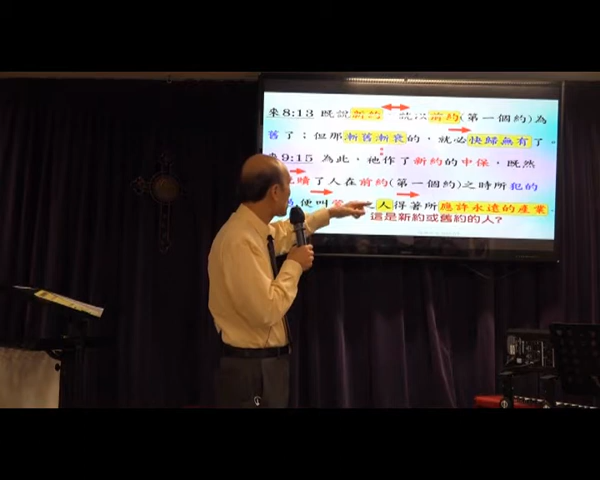 來8:13 既說新約 就以前約(第一個約)為
舊了；但那漸舊漸衰的，就必快歸無有了。
來9:15 為此，祂作了新約的中保，既然
贖了人在前約(第一個約)之時所犯的
便叫 之人得著所應許永遠的產業。
這是新約或舊約的人?